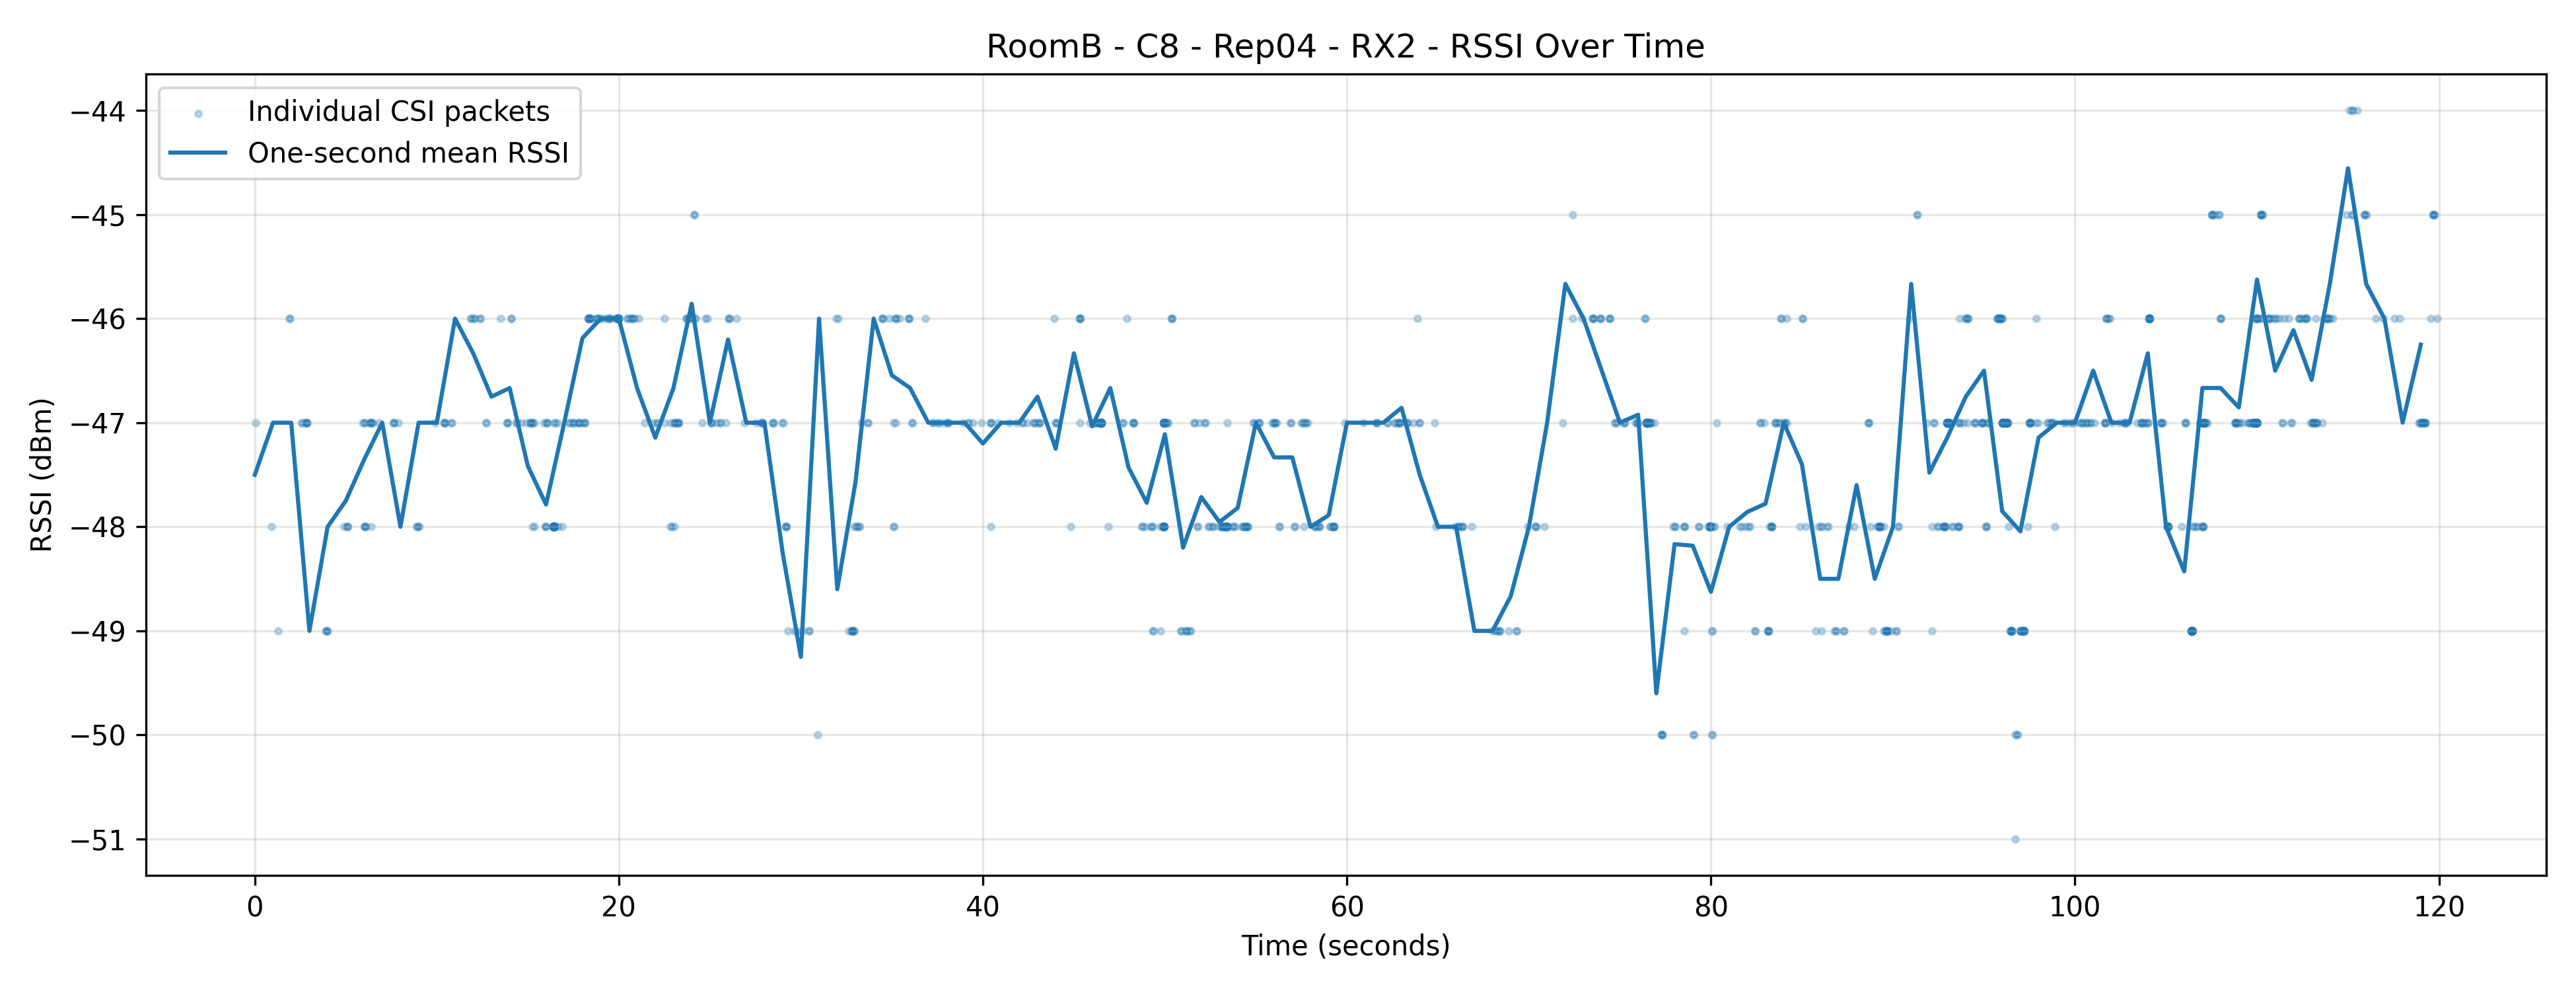 RoomB - C8 - Rep04 - RX2 - RSSI Over Time
Individual CSI packets
One-second mean RSSI
RSSI (dBm)
−44
−45
−46
−47
−48
−49
−50
−51
0 20 40 60 80 100 120
Time (seconds)